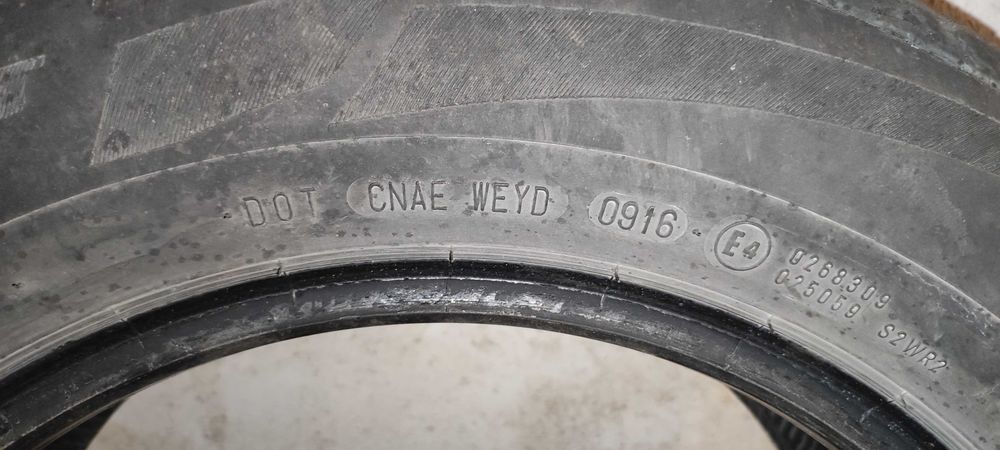 DOT CNAE WEYD 0916 E4 0268309
025059 S2WR2